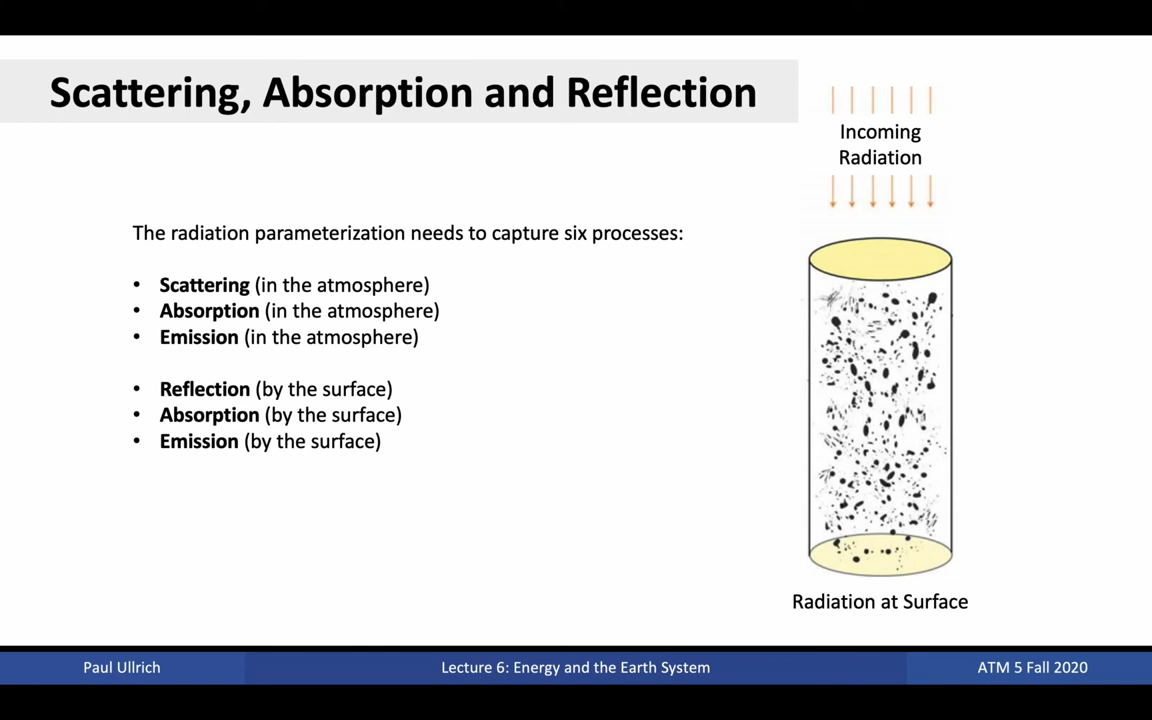 Scattering, Absorption and Reflection
Incoming
Radiation
The radiation parameterization needs to capture six processes:
• Scattering (in the atmosphere)
• Absorption (in the atmosphere)
• Emission (in the atmosphere)
• Reflection (by the surface)
• Absorption (by the surface)
• Emission (by the surface)
Radiation at Surface
Paul Ullrich
Lecture 6: Energy and the Earth System
ATM 5 Fall 2020